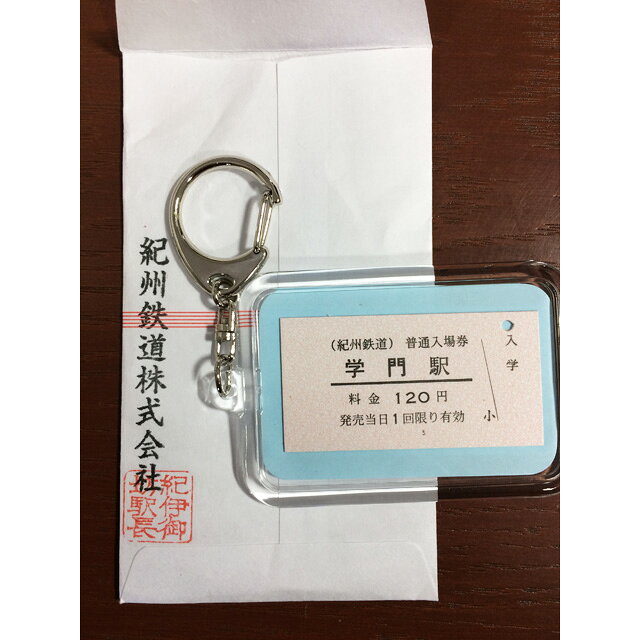 紀州鉄道株式会社
紀伊御
坊駅長
(紀州鉄道) 普通入場券
学門駅
料金 120円
発売当日1回限り有効
小
入学